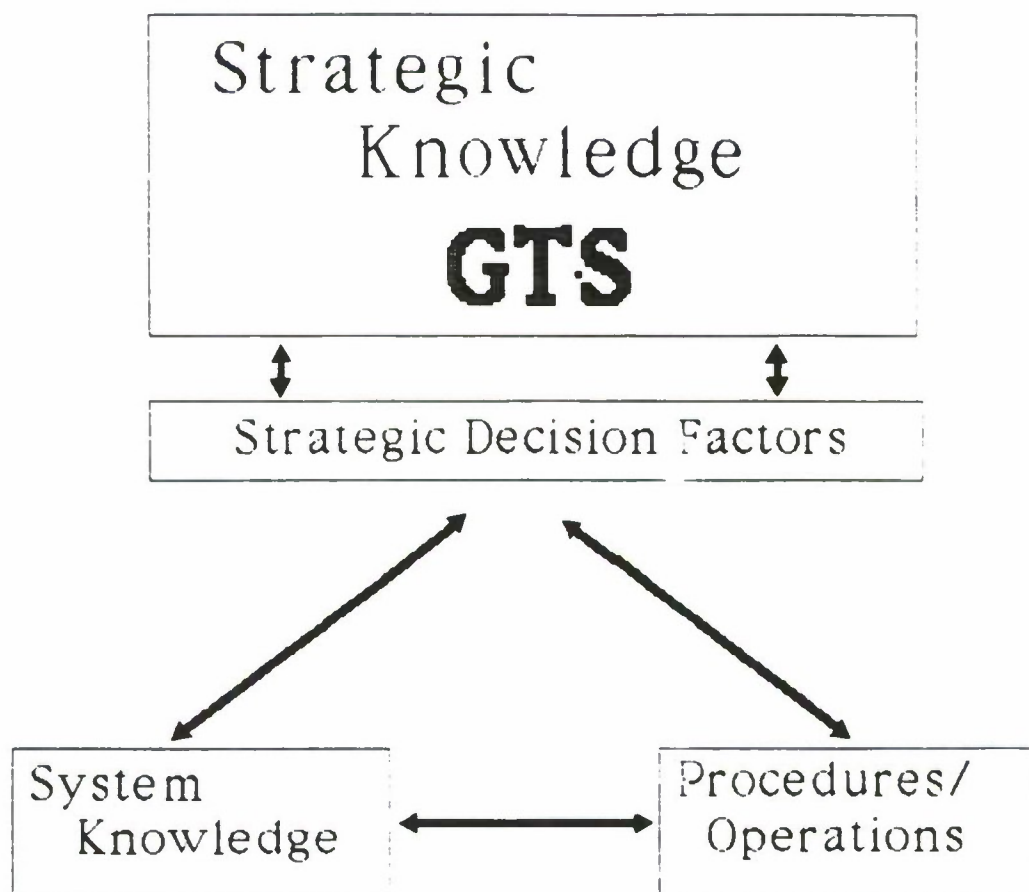 Strategic
Knowledge
GTS
Strategic Decision Factors
System
Knowledge
Procedures/
Operations